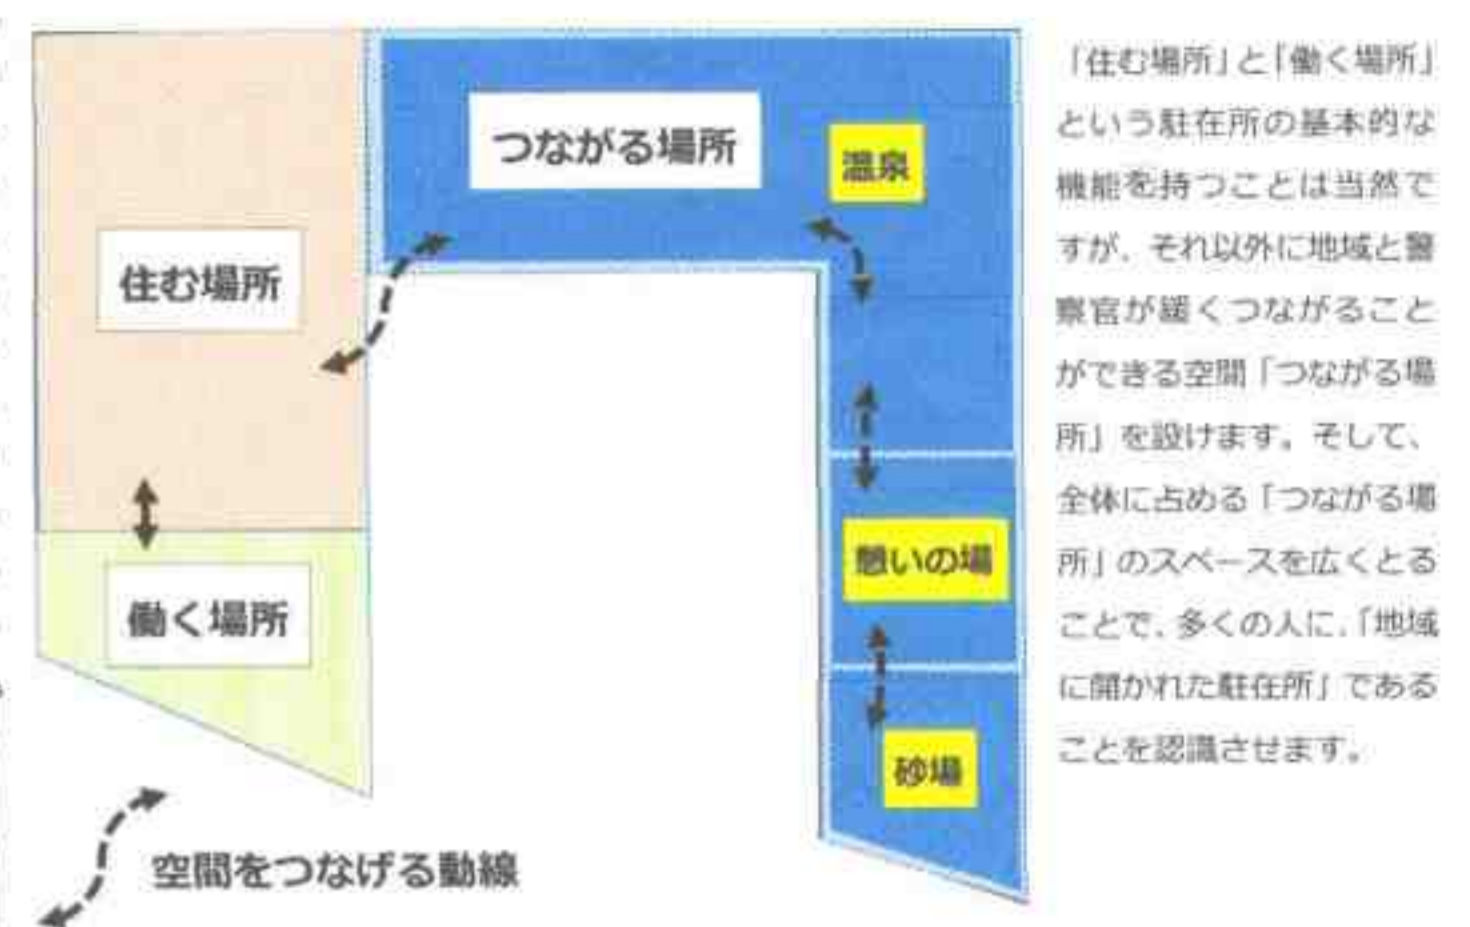 つながる場所
温泉
住む場所
憩いの場
働く場所
砂場
空間をつなげる動線
「住む場所」と「働く場所」
という駐在所の基本的な
機能を持つことは当然で
すが、それ以外に地域と警
察官が緩くつながること
ができる空間「つながる場
所」を設けます。そして、
全体に占める「つながる場
所」のスペースを広くとる
ことで、多くの人に、「地域
に開かれた駐在所」である
ことを認識させます。